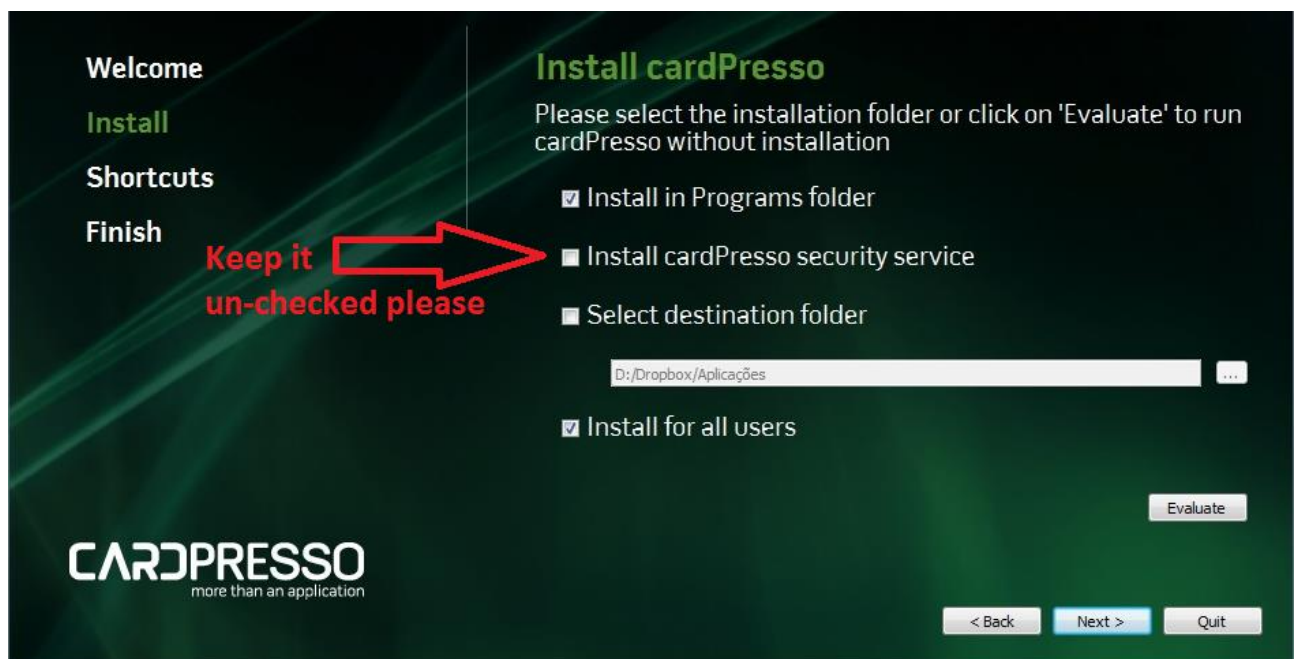 Welcome
Install
Shortcuts
Finish
Keep it
un-checked please
Install cardPresso
Please select the installation folder or click on 'Evaluate' to run
cardPresso without installation
Install in Programs folder
Install cardPresso security service
Select destination folder
D:/Dropbox/Aplicações
...
Install for all users
Evaluate
CARDPRESSO
more than an application
< Back
Next >
Quit